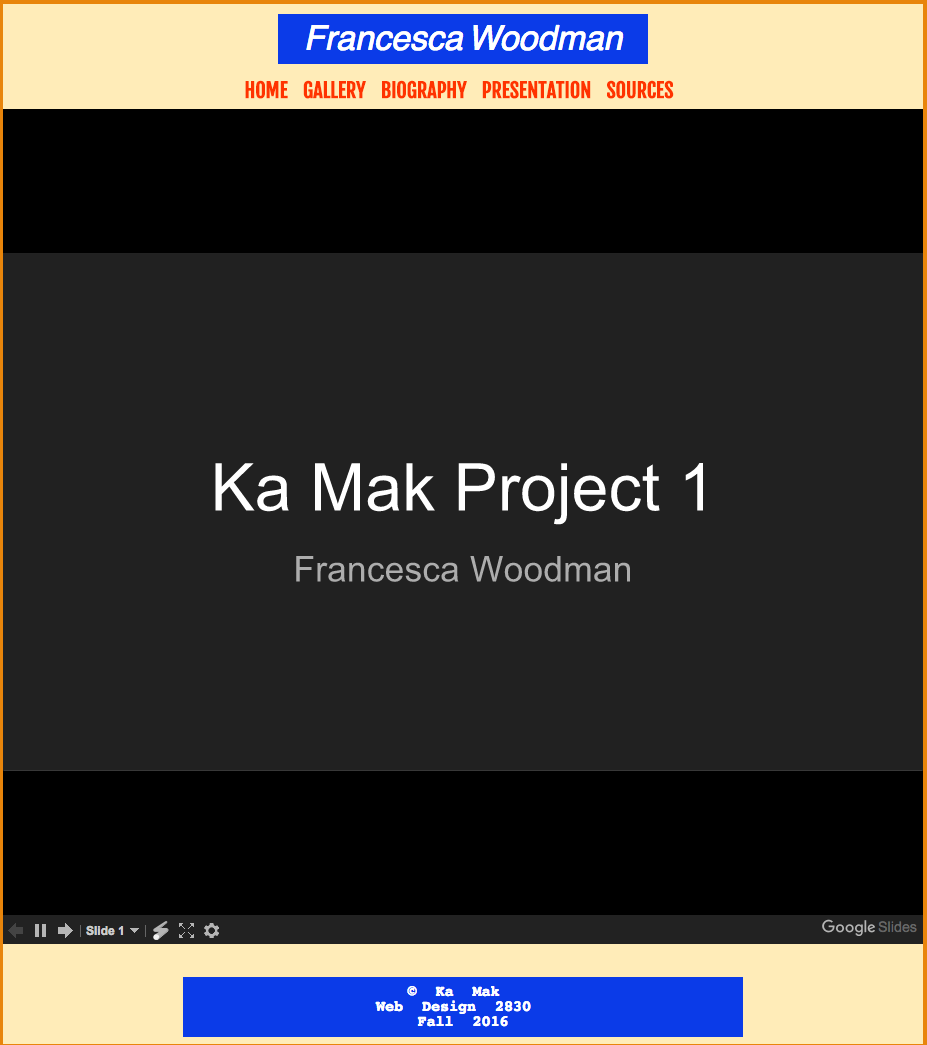 Francesca Woodman
HOME GALLERY BIOGRAPHY PRESENTATION SOURCES
Ka Mak Project 1
Francesca Woodman
Slide 1 Google Slides
© Ka Mak
Web Design 2830
Fall 2016